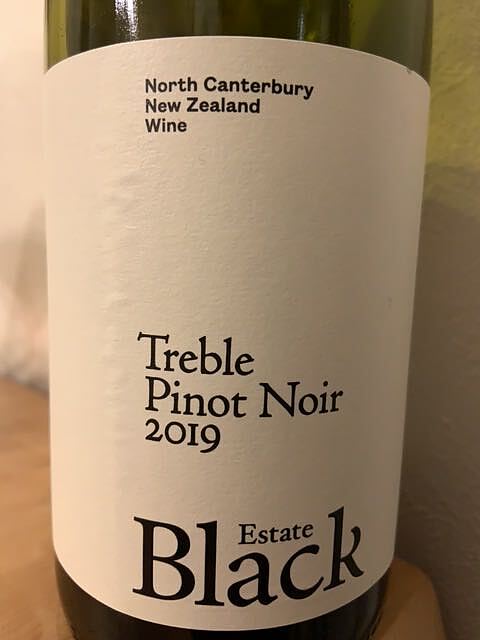 North Canterbury
New Zealand
Wine
Treble
Pinot Noir
2019
Estate
Black